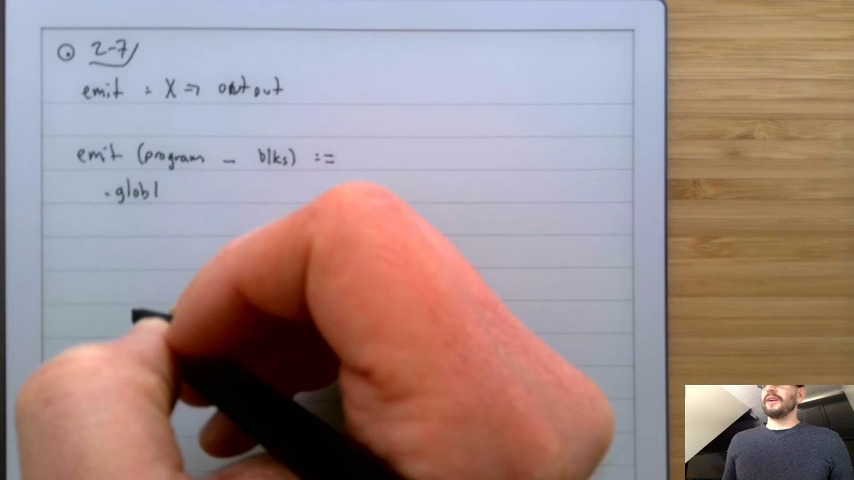 ⊙ 2-7/
emit : X => output
emit (program _ blks) :=
.globl